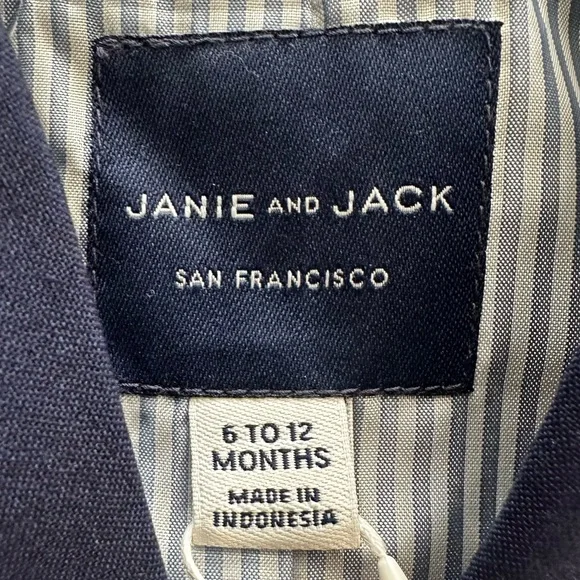 JANIE AND JACK
SAN FRANCISCO
6 TO 12
MONTHS
MADE IN
INDONESIA